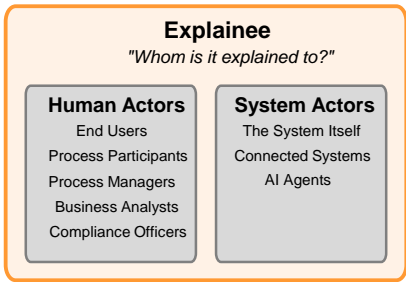 Explainee
"Whom is it explained to?"
Human Actors
End Users
Process Participants
Process Managers
Business Analysts
Compliance Officers
System Actors
The System Itself
Connected Systems
AI Agents